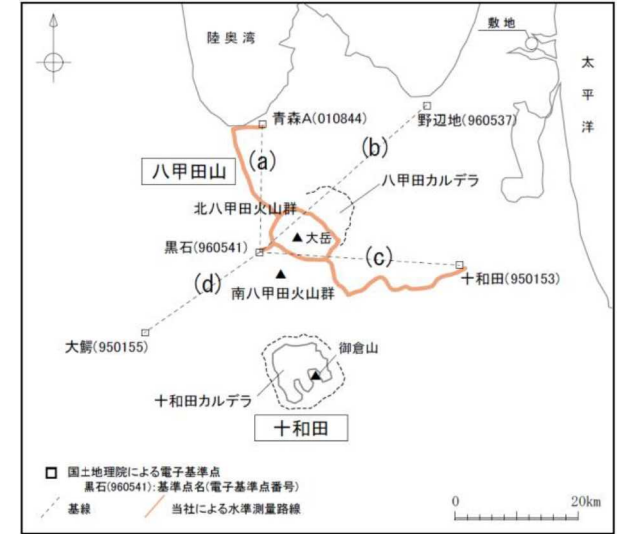 敷地
陸奥湾
太平洋
青森A(010844)
野辺地(960537)
(a)
(b)
八甲田山
八甲田カルデラ
北八甲田火山群
大岳
黒石(960541)
(c)
十和田(950153)
(d)
南八甲田火山群
大鰐(950155)
御倉山
十和田カルデラ
十和田
国土地理院による電子基準点
黒石(960541):基準点名(電子基準点番号)
基線
当社による水準測量路線
0
20km